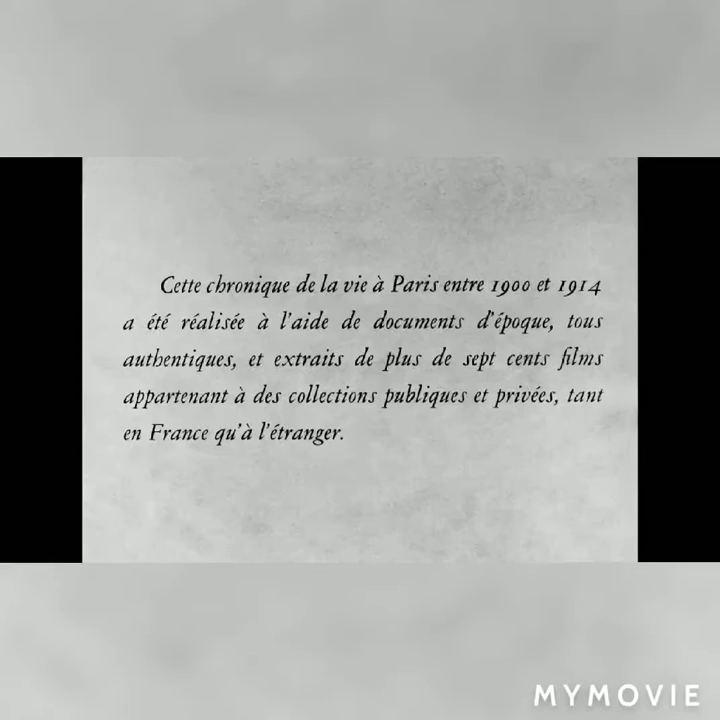 Cette chronique de la vie à Paris entre 1900 et 1914
a été réalisée à l'aide de documents d'époque, tous
authentiques, et extraits de plus de sept cents films
appartenant à des collections publiques et privées, tant
en France qu'à l'étranger.
MYMOVIE